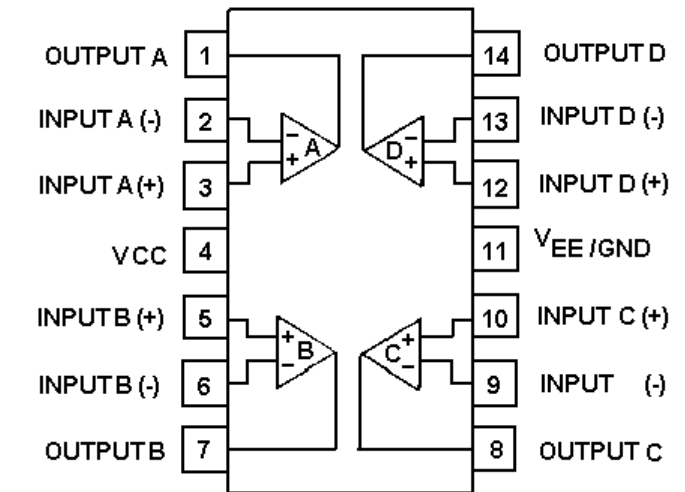 OUTPUT A 1 14 OUTPUT D
INPUT A (-) 2 13 INPUT D (-)
− A D −
+ +
INPUT A (+) 3 12 INPUT D (+)
VCC 4 11 VEE /GND
INPUT B (+) 5 10 INPUT C (+)
+ B C +
− −
INPUT B (-) 6 9 INPUT (-)
OUTPUT B 7 8 OUTPUT C